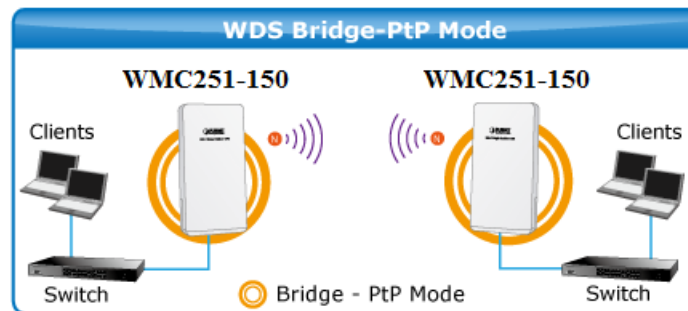 WDS Bridge-PtP Mode
WMC251-150 WMC251-150
Clients Clients
N N
Switch Bridge - PtP Mode Switch